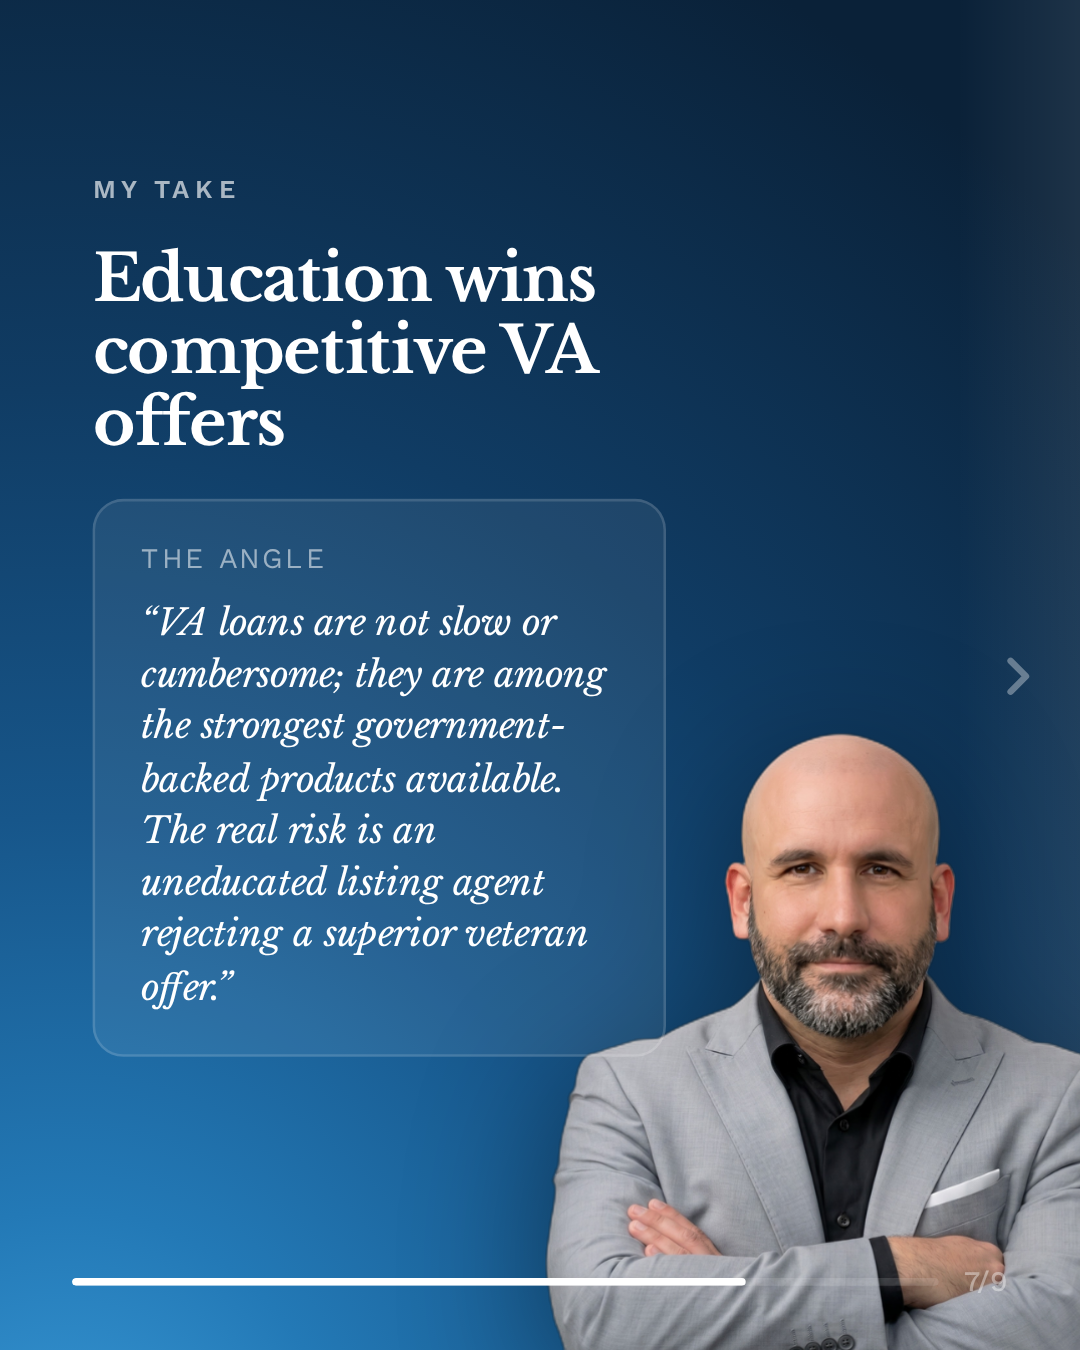 MY TAKE
Education wins
competitive VA
offers
THE ANGLE
“VA loans are not slow or
cumbersome; they are among
the strongest government-
backed products available.
The real risk is an
uneducated listing agent
rejecting a superior veteran
offer.”
7/9